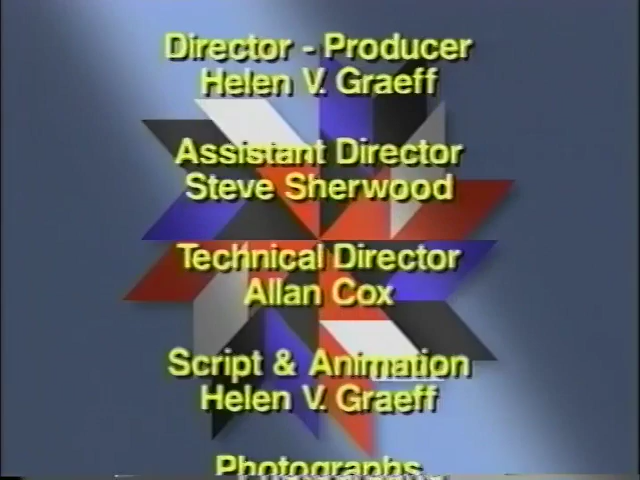 Director - Producer
Helen V. Graeff
Assistant Director
Steve Sherwood
Technical Director
Allan Cox
Script & Animation
Helen V. Graeff
Photographs